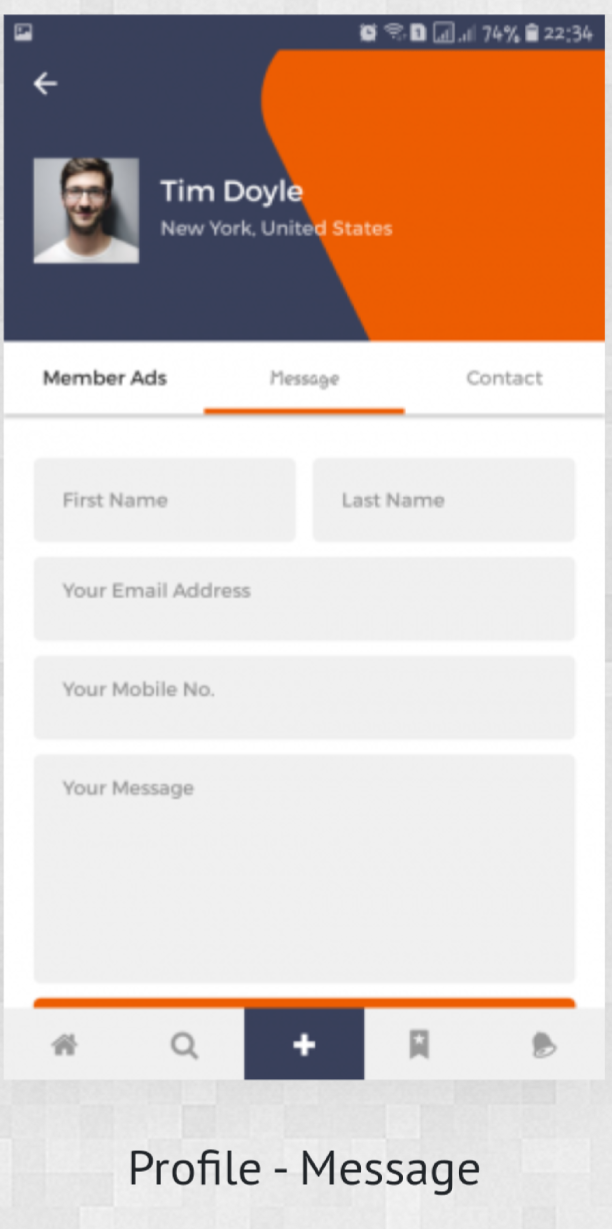 74% 22:34
Tim Doyle
New York, United States
Member Ads Message Contact
First Name Last Name
Your Email Address
Your Mobile No.
Your Message
Profile - Message